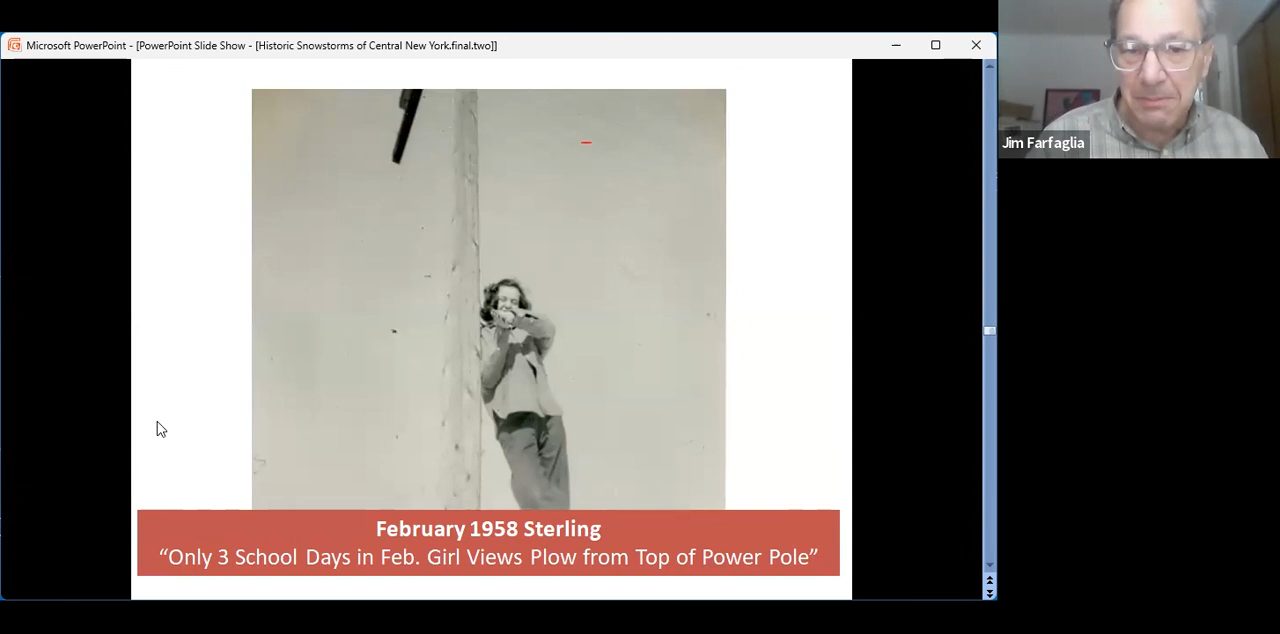 Microsoft PowerPoint - [PowerPoint Slide Show - [Historic Snowstorms of Central New York.final.two]]
Jim Farfaglia
February 1958 Sterling
“Only 3 School Days in Feb. Girl Views Plow from Top of Power Pole”